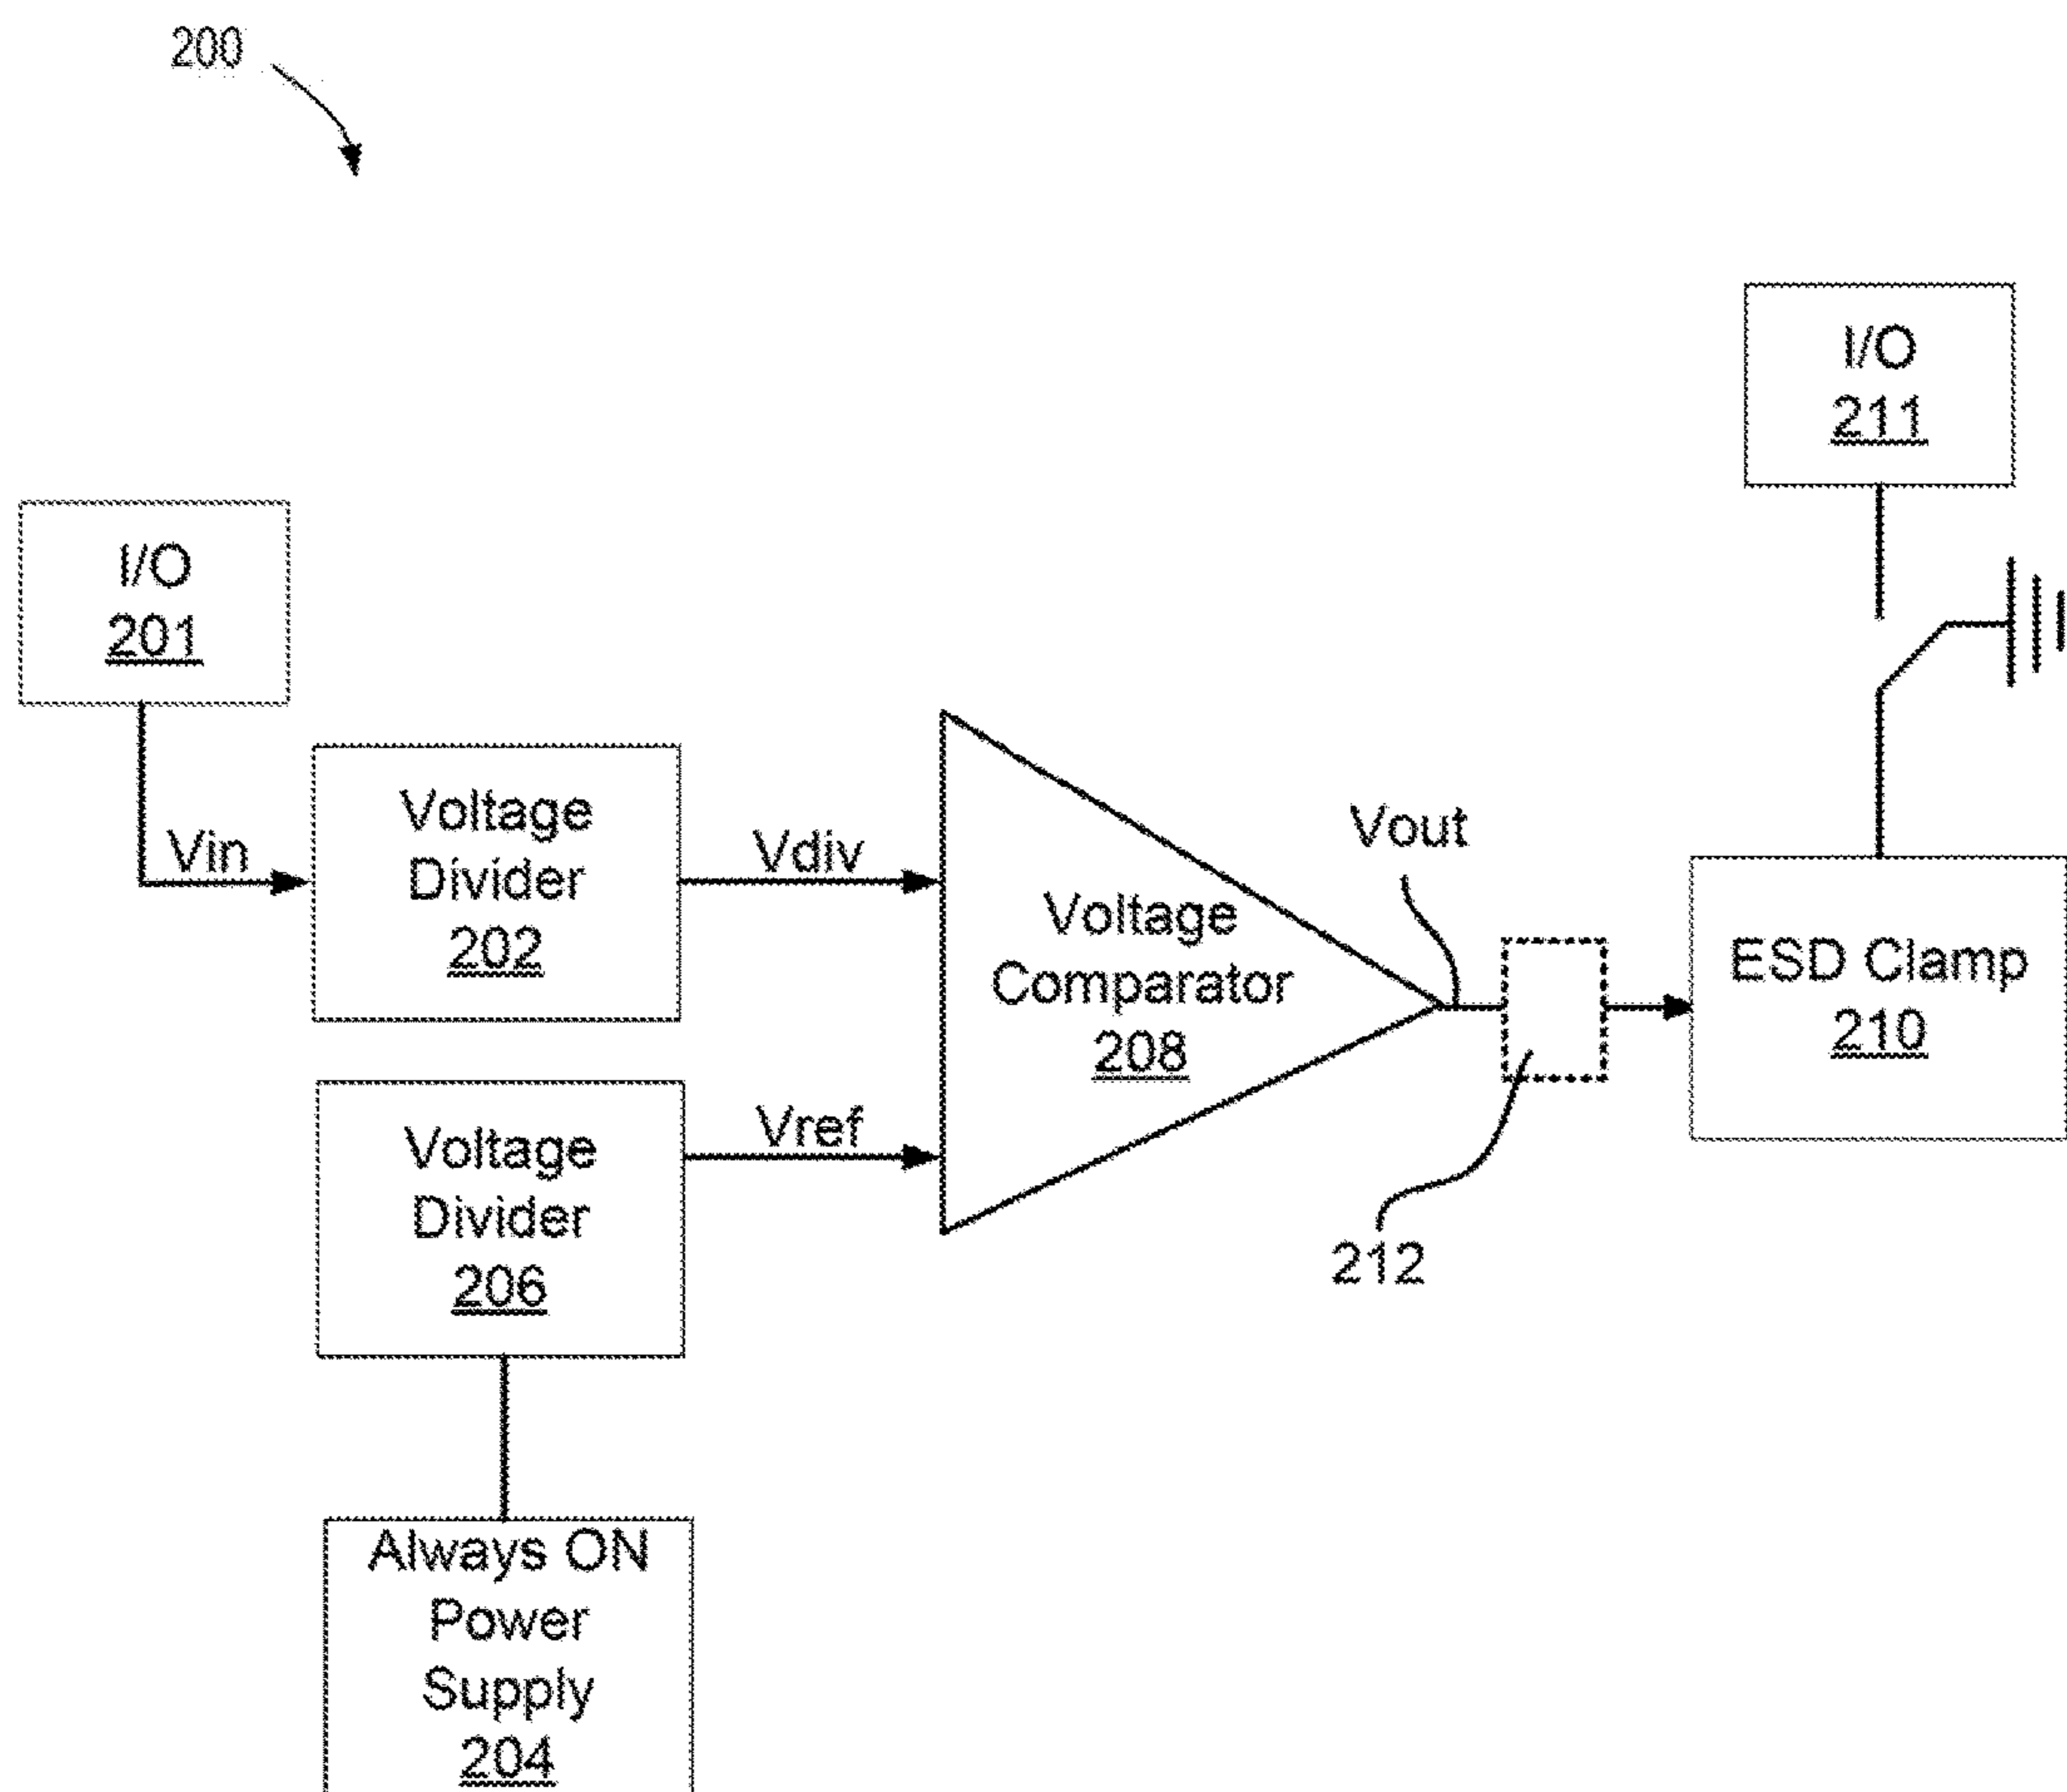 200
I/O
211
I/O
201
Vin
Voltage
Divider
202
Vdiv
Voltage
Comparator
208
Vout
ESD Clamp
210
Voltage
Divider
206
Vref
212
Always ON
Power
Supply
204